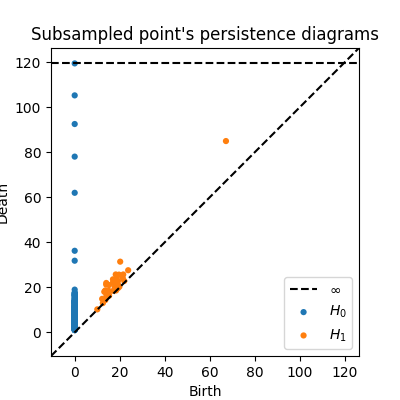 Subsampled point's persistence diagrams
120
100
80
60
40
20
0
Death
0 20 40 60 80 100 120
Birth
∞
H₀
H₁